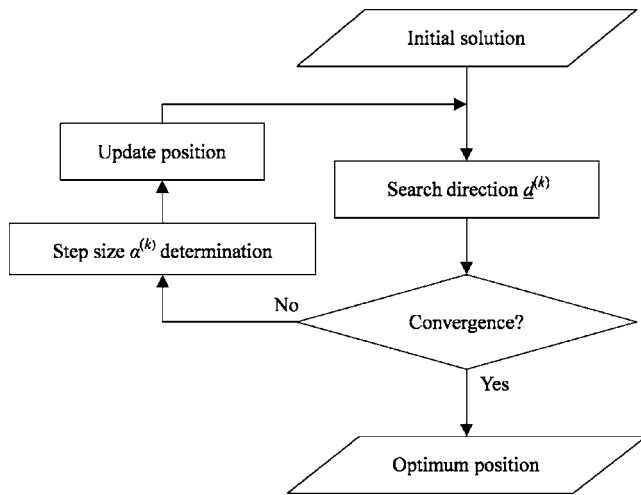 Initial solution
Update position
Search direction d^(k)
Step size α^(k) determination
No
Convergence?
Yes
Optimum position